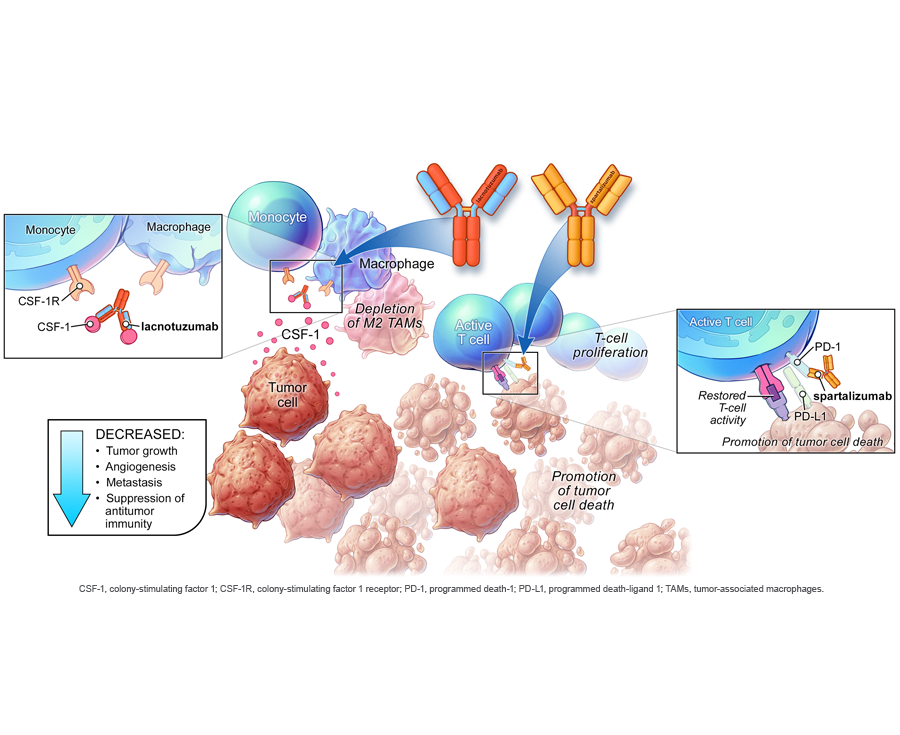 lacnotuzumab
spartalizumab
Monocyte
Macrophage
Depletion
of M2 TAMs
CSF-1
Tumor
cell
Active
T cell
T-cell
proliferation
Promotion
of tumor
cell death
Monocyte
Macrophage
CSF-1R
CSF-1
lacnotuzumab
Active T cell
PD-1
spartalizumab
Restored
T-cell
activity
PD-L1
Promotion of tumor cell death
DECREASED:
• Tumor growth
• Angiogenesis
• Metastasis
• Suppression of
antitumor
immunity
CSF-1, colony-stimulating factor 1; CSF-1R, colony-stimulating factor 1 receptor; PD-1, programmed death-1; PD-L1, programmed death-ligand 1; TAMs, tumor-associated macrophages.